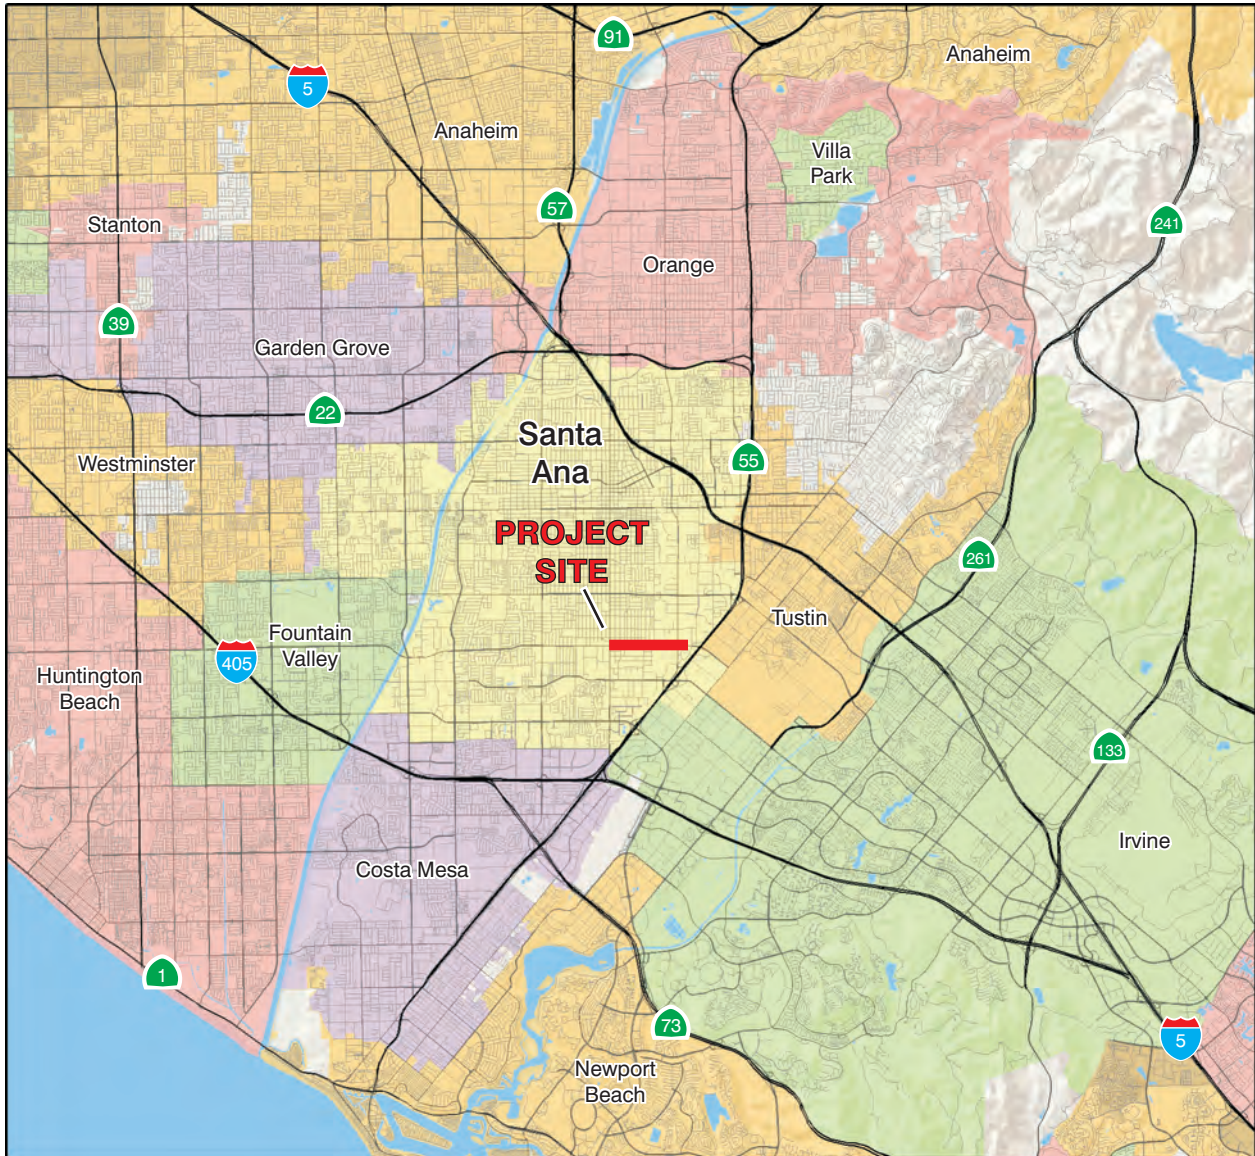 91
Anaheim
5
Anaheim
Villa
Park
57
Stanton
241
Orange
39
Garden Grove
22
Santa
Ana
55
Westminster
PROJECT
SITE
261
Tustin
Fountain
Valley
405
Huntington
Beach
133
Irvine
Costa Mesa
1
73
5
Newport
Beach